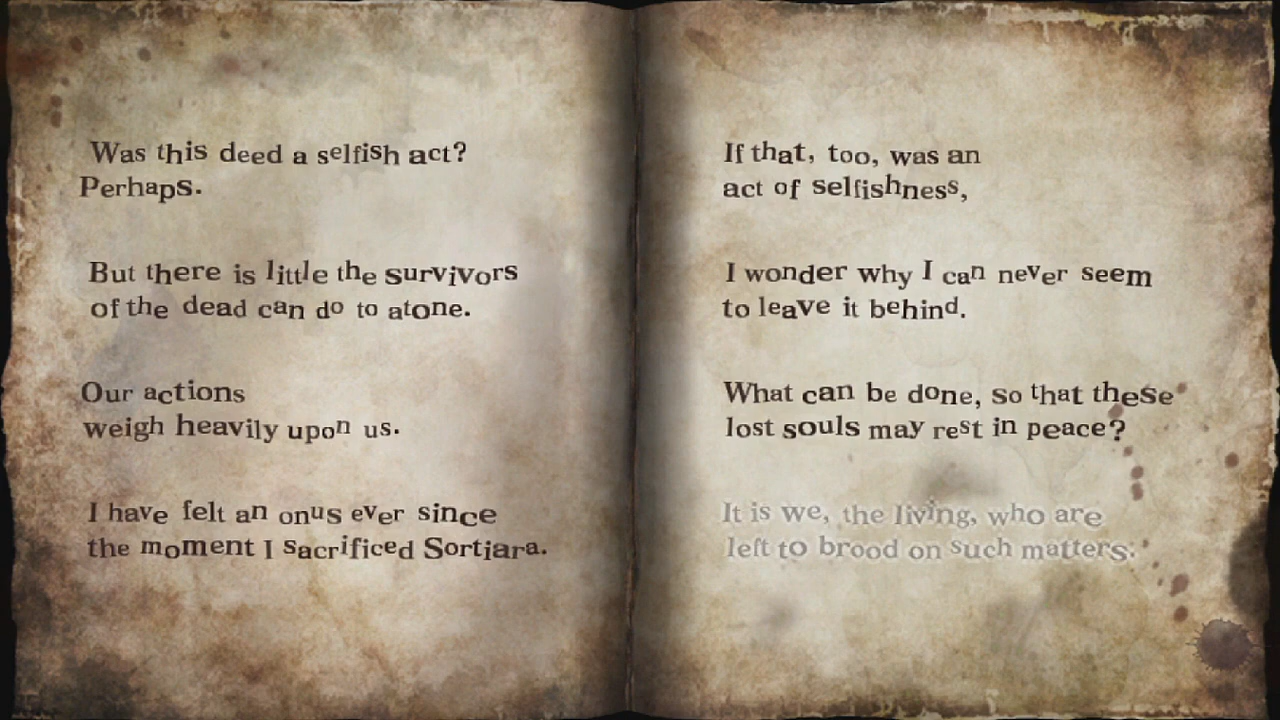 Was this deed a selfish act?
Perhaps.
But there is little the survivors
of the dead can do to atone.
Our actions
weigh heavily upon us.
I have felt an onus ever since
the moment I sacrificed Sortiara.
If that, too, was an
act of selfishness,
I wonder why I can never seem
to leave it behind.
What can be done, so that these
lost souls may rest in peace?
It is we, the living, who are
left to brood on such matters.